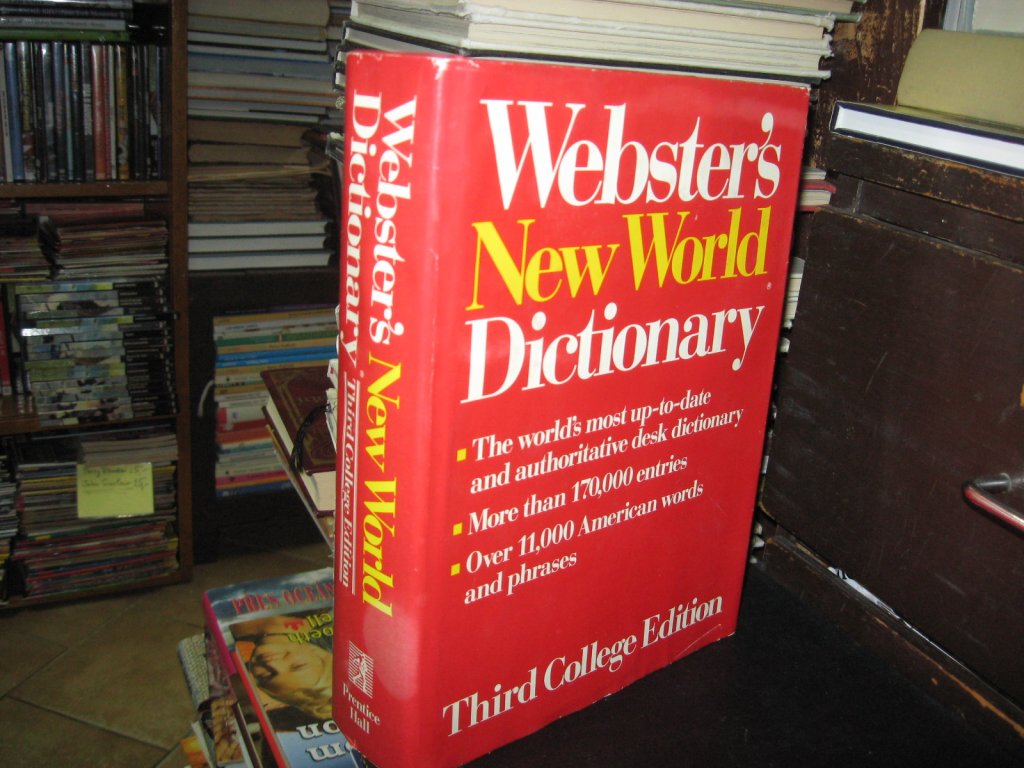 Webster's
New World
Dictionary
The world's most up-to-date
and authoritative desk dictionary
More than 170,000 entries
Over 11,000 American words
and phrases
Third College Edition
Webster's New World
Dictionary Third College Edition
Prentice
Hall
PRES OCEAN